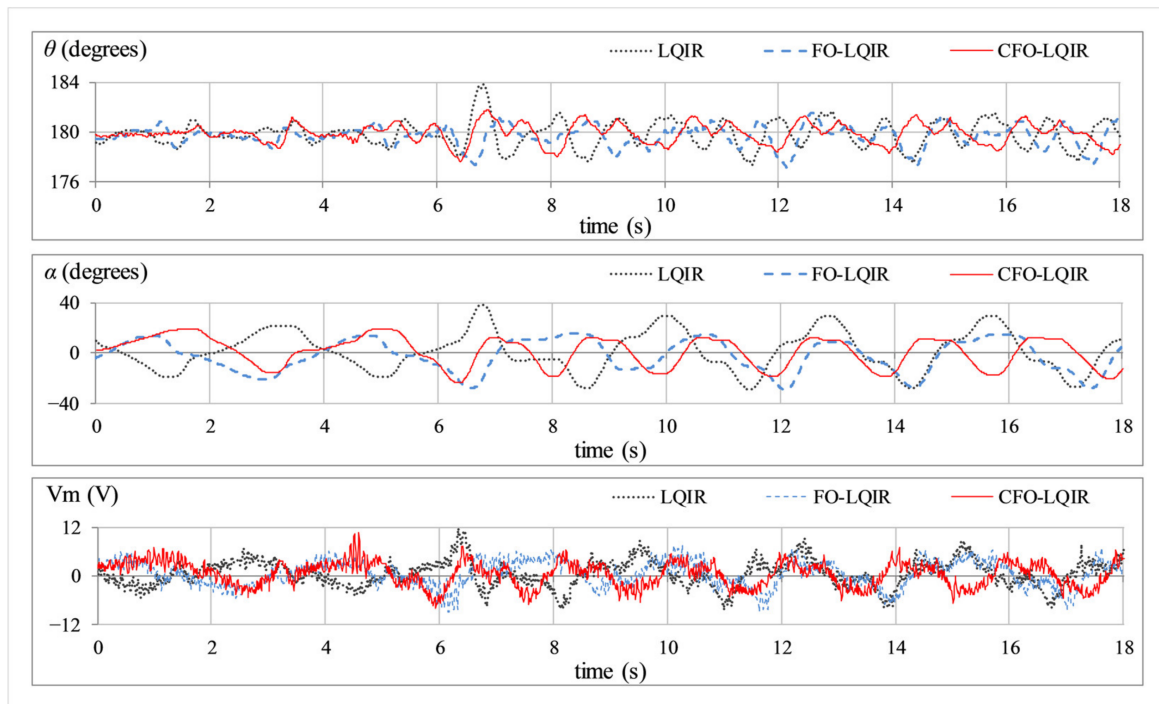 θ (degrees)
LQIR FO-LQIR CFO-LQIR
184
180
176
0 2 4 6 8 10 12 14 16 18
time (s)
α (degrees)
LQIR FO-LQIR CFO-LQIR
40
0
−40
0 2 4 6 8 10 12 14 16 18
time (s)
Vm (V)
LQIR FO-LQIR CFO-LQIR
12
0
−12
0 2 4 6 8 10 12 14 16 18
time (s)